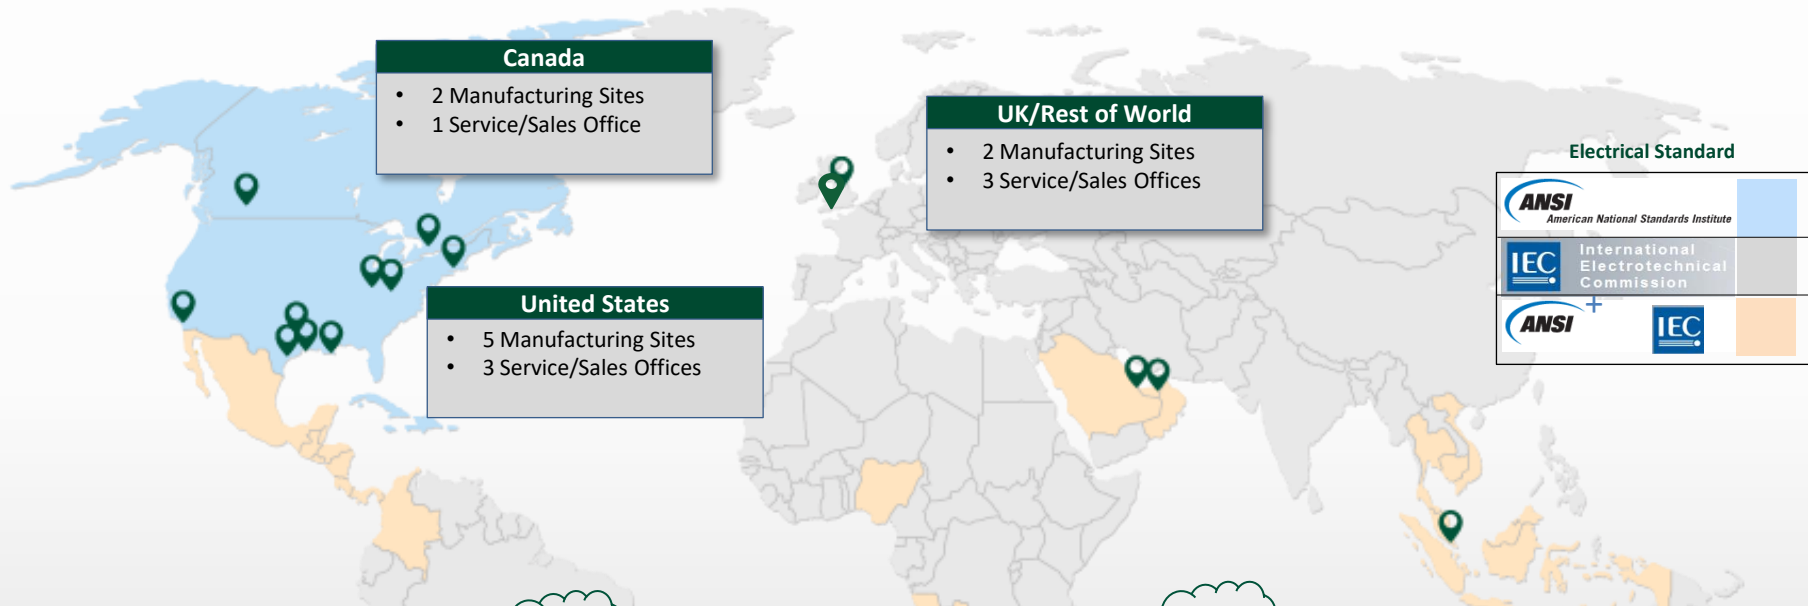 Canada
• 2 Manufacturing Sites
• 1 Service/Sales Office
UK/Rest of World
• 2 Manufacturing Sites
• 3 Service/Sales Offices
United States
• 5 Manufacturing Sites
• 3 Service/Sales Offices
Electrical Standard
ANSI
American National Standards Institute
IEC
International
Electrotechnical
Commission
ANSI + IEC